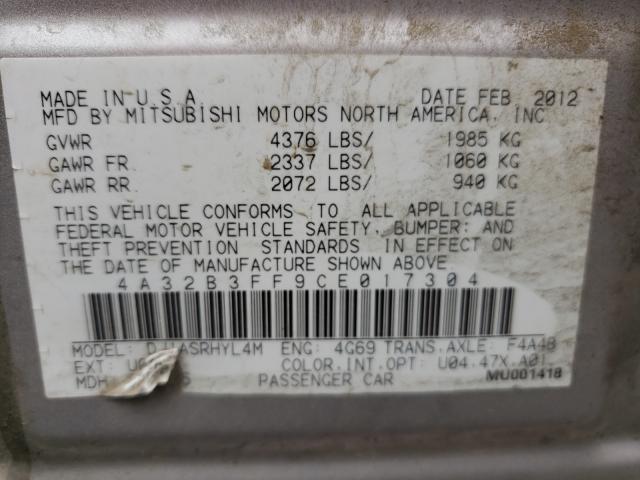 MADE IN U.S.A. DATE FEB 2012
MFD BY MITSUBISHI MOTORS NORTH AMERICA, INC
GVWR 4376 LBS/ 1985 KG
GAWR FR. 2337 LBS/ 1060 KG
GAWR RR. 2072 LBS/ 940 KG
THIS VEHICLE CONFORMS TO ALL APPLICABLE
FEDERAL MOTOR VEHICLE SAFETY, BUMPER, AND
THEFT PREVENTION STANDARDS IN EFFECT ON
THE DATE OF MANUFACTURE SHOWN ABOVE
4A32B3FF9CE017304
MODEL: ENG: 4G69 TRANS.AXLE: F4A4B
EXT: COLOR.INT.OPT: U04.47X.A01
MDH PASSENGER CAR MU001418